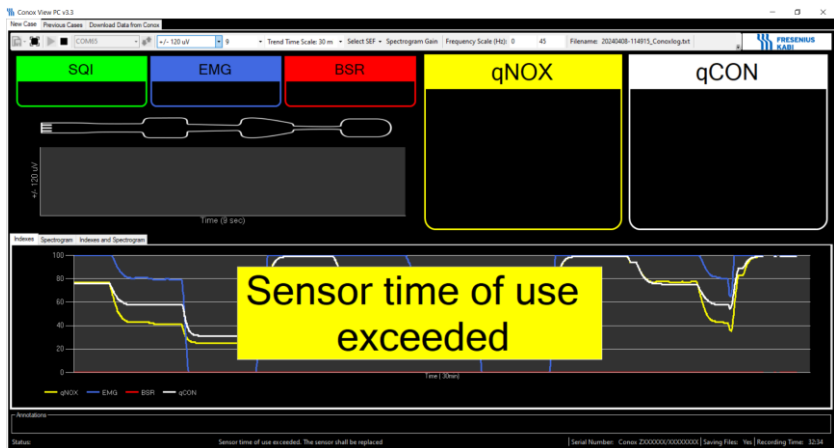 Conox View PC v3.3
New Case Previous Cases Download Data from Conox
COM65 +/- 120 uV 9 Trend Time Scale: 30 m Select SEF Spectrogram Gain Frequency Scale (Hz): 0 45 Filename: 20240408-114915_Conoxlog.txt
FRESENIUS
KABI
SQI EMG BSR qNOX qCON
+/- 120 uV
Time (9 sec)
Indexes Spectrogram Indexes and Spectrogram
100
80
60
40
20
0
Sensor time of use
exceeded
Time ( 30min)
qNOX EMG BSR qCON
Annotations
Status: Sensor time of use exceeded. The sensor shall be replaced Serial Number: Conox ZXXXXXX/XXXXXXXX Saving Files: Yes Recording Time: 32:34